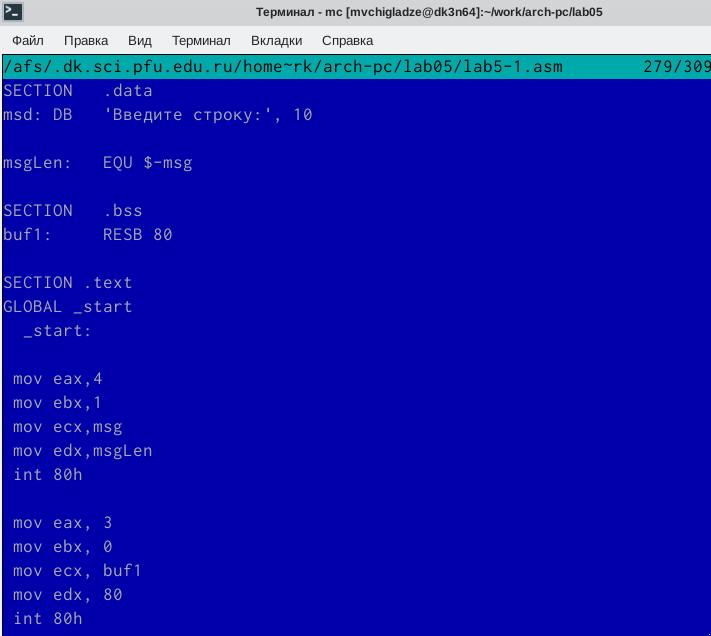 Терминал - mc [mvchigladze@dk3n64]:~/work/arch-pc/lab05
Файл Правка Вид Терминал Вкладки Справка
/afs/.dk.sci.pfu.edu.ru/home~rk/arch-pc/lab05/lab5-1.asm 279/309
SECTION .data
msd: DB 'Введите строку:', 10
msgLen: EQU $-msg
SECTION .bss
buf1: RESB 80
SECTION .text
GLOBAL _start
_start:
mov eax,4
mov ebx,1
mov ecx,msg
mov edx,msgLen
int 80h
mov eax, 3
mov ebx, 0
mov ecx, buf1
mov edx, 80
int 80h